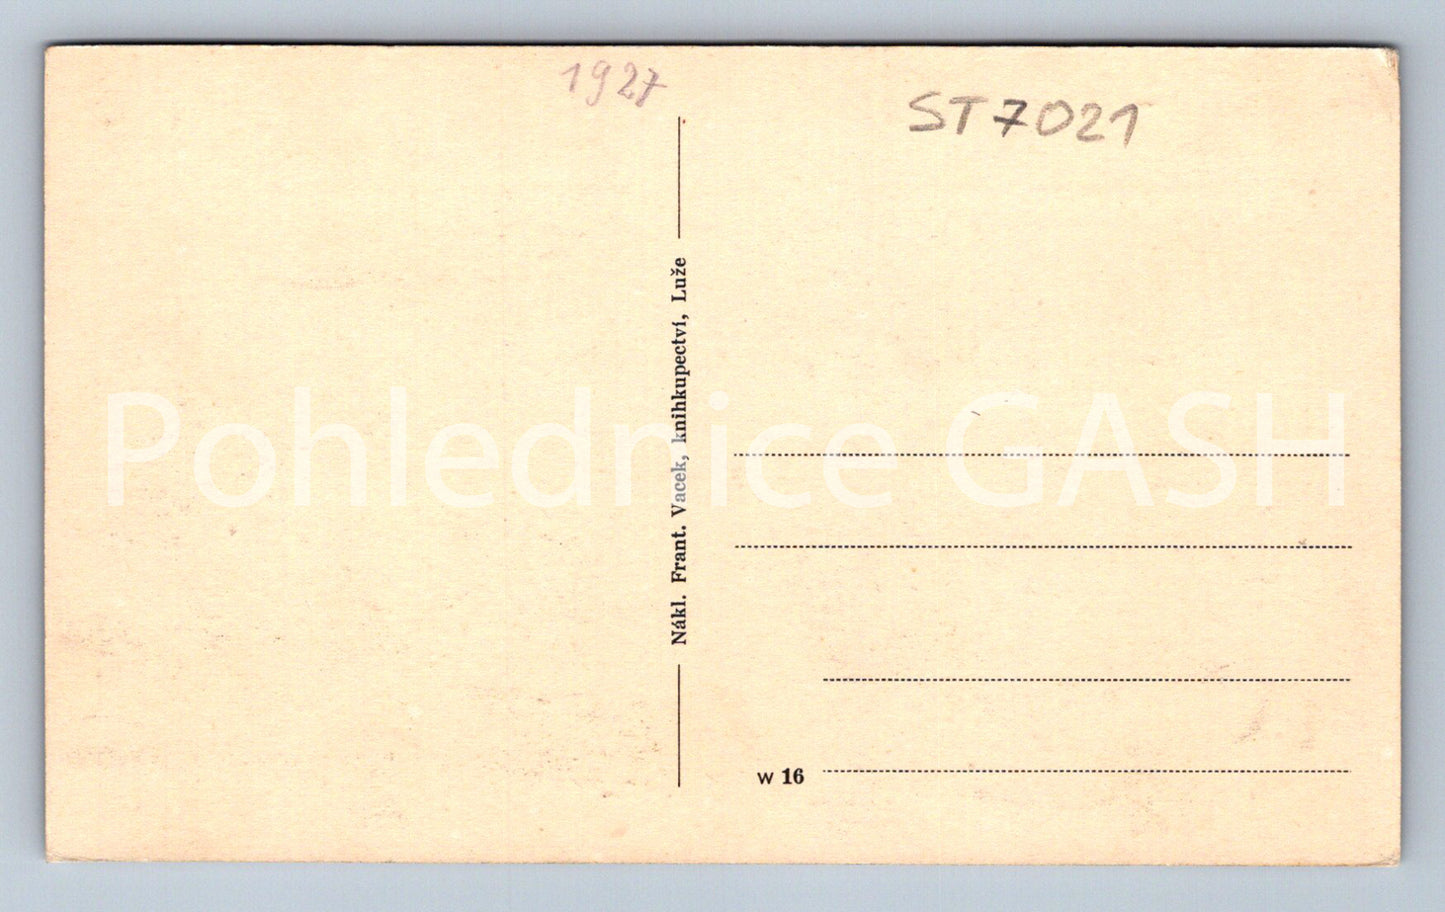 1927
ST7021
Nákl. Frant. Vacek, knihkupectví, Luže
Pohlednice GASH
w 16